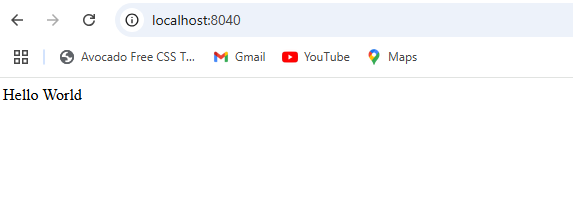 localhost:8040
Avocado Free CSS T... Gmail YouTube Maps
Hello World